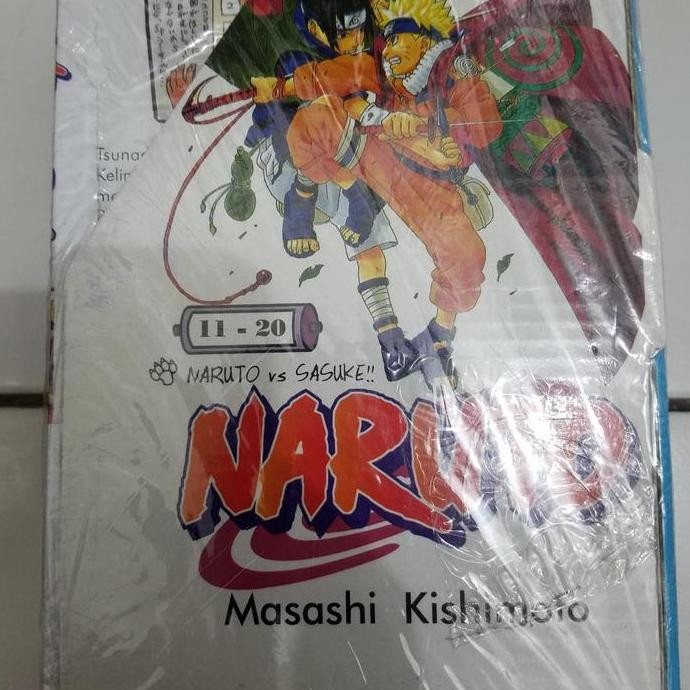 11 - 20
NARUTO vs SASUKE!!
NARUTO
Masashi Kishimoto